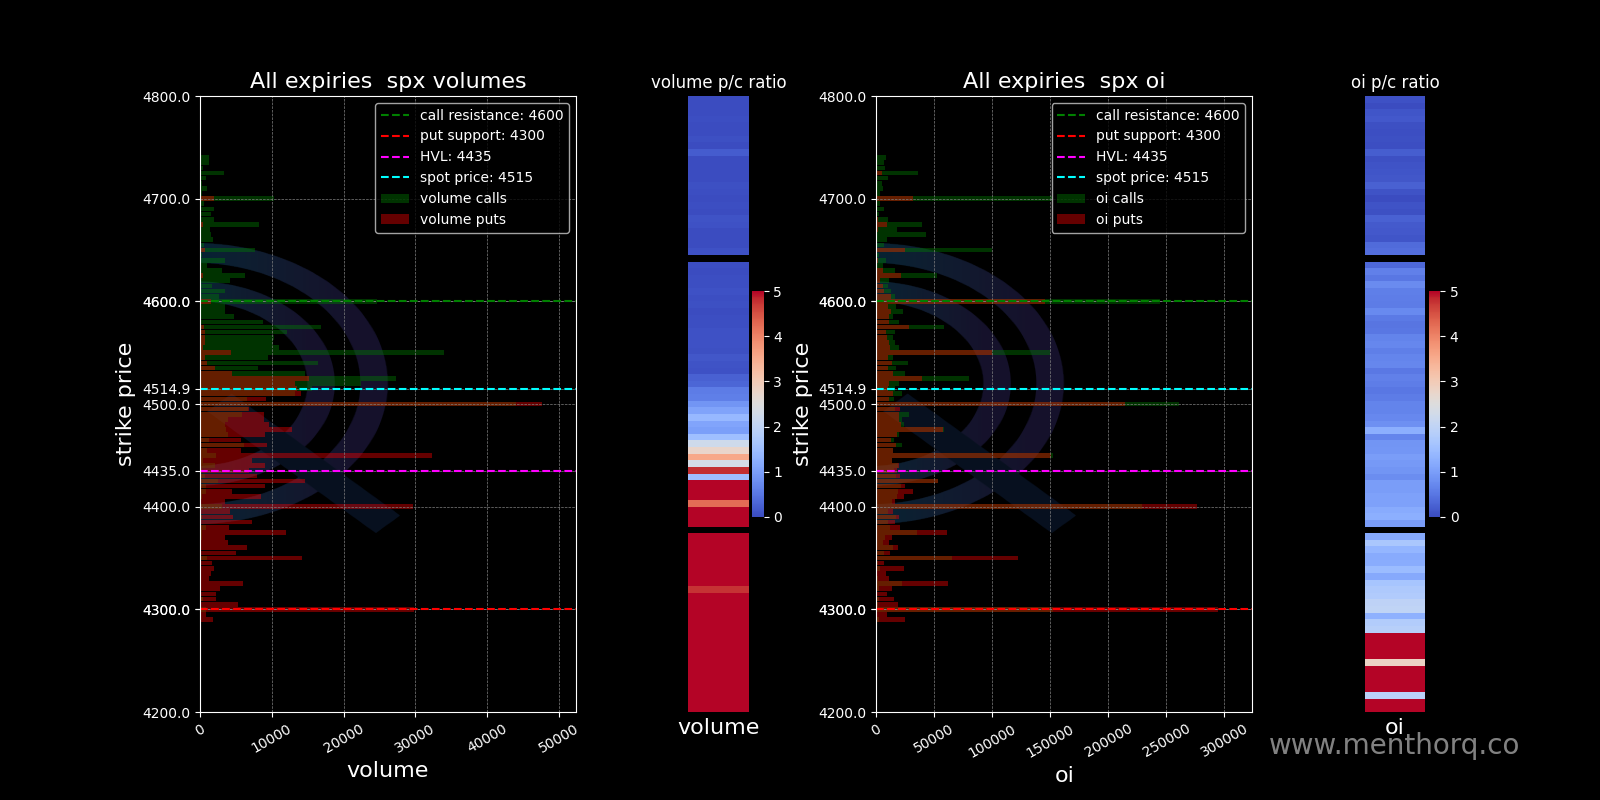 All expiries  spx volumes
4800.0
4700.0
4600.0
4514.9
4500.0
4435.0
4400.0
4300.0
4200.0
strike price
call resistance: 4600
put support: 4300
HVL: 4435
spot price: 4515
volume calls
volume puts
0
10000
20000
30000
40000
50000
volume
volume p/c ratio
5
4
3
2
1
0
volume
All expiries  spx oi
4800.0
4700.0
4600.0
4514.9
4500.0
4435.0
4400.0
4300.0
4200.0
strike price
call resistance: 4600
put support: 4300
HVL: 4435
spot price: 4515
oi calls
oi puts
0
50000
100000
150000
200000
250000
300000
oi
oi p/c ratio
5
4
3
2
1
0
oi
www.menthorq.co